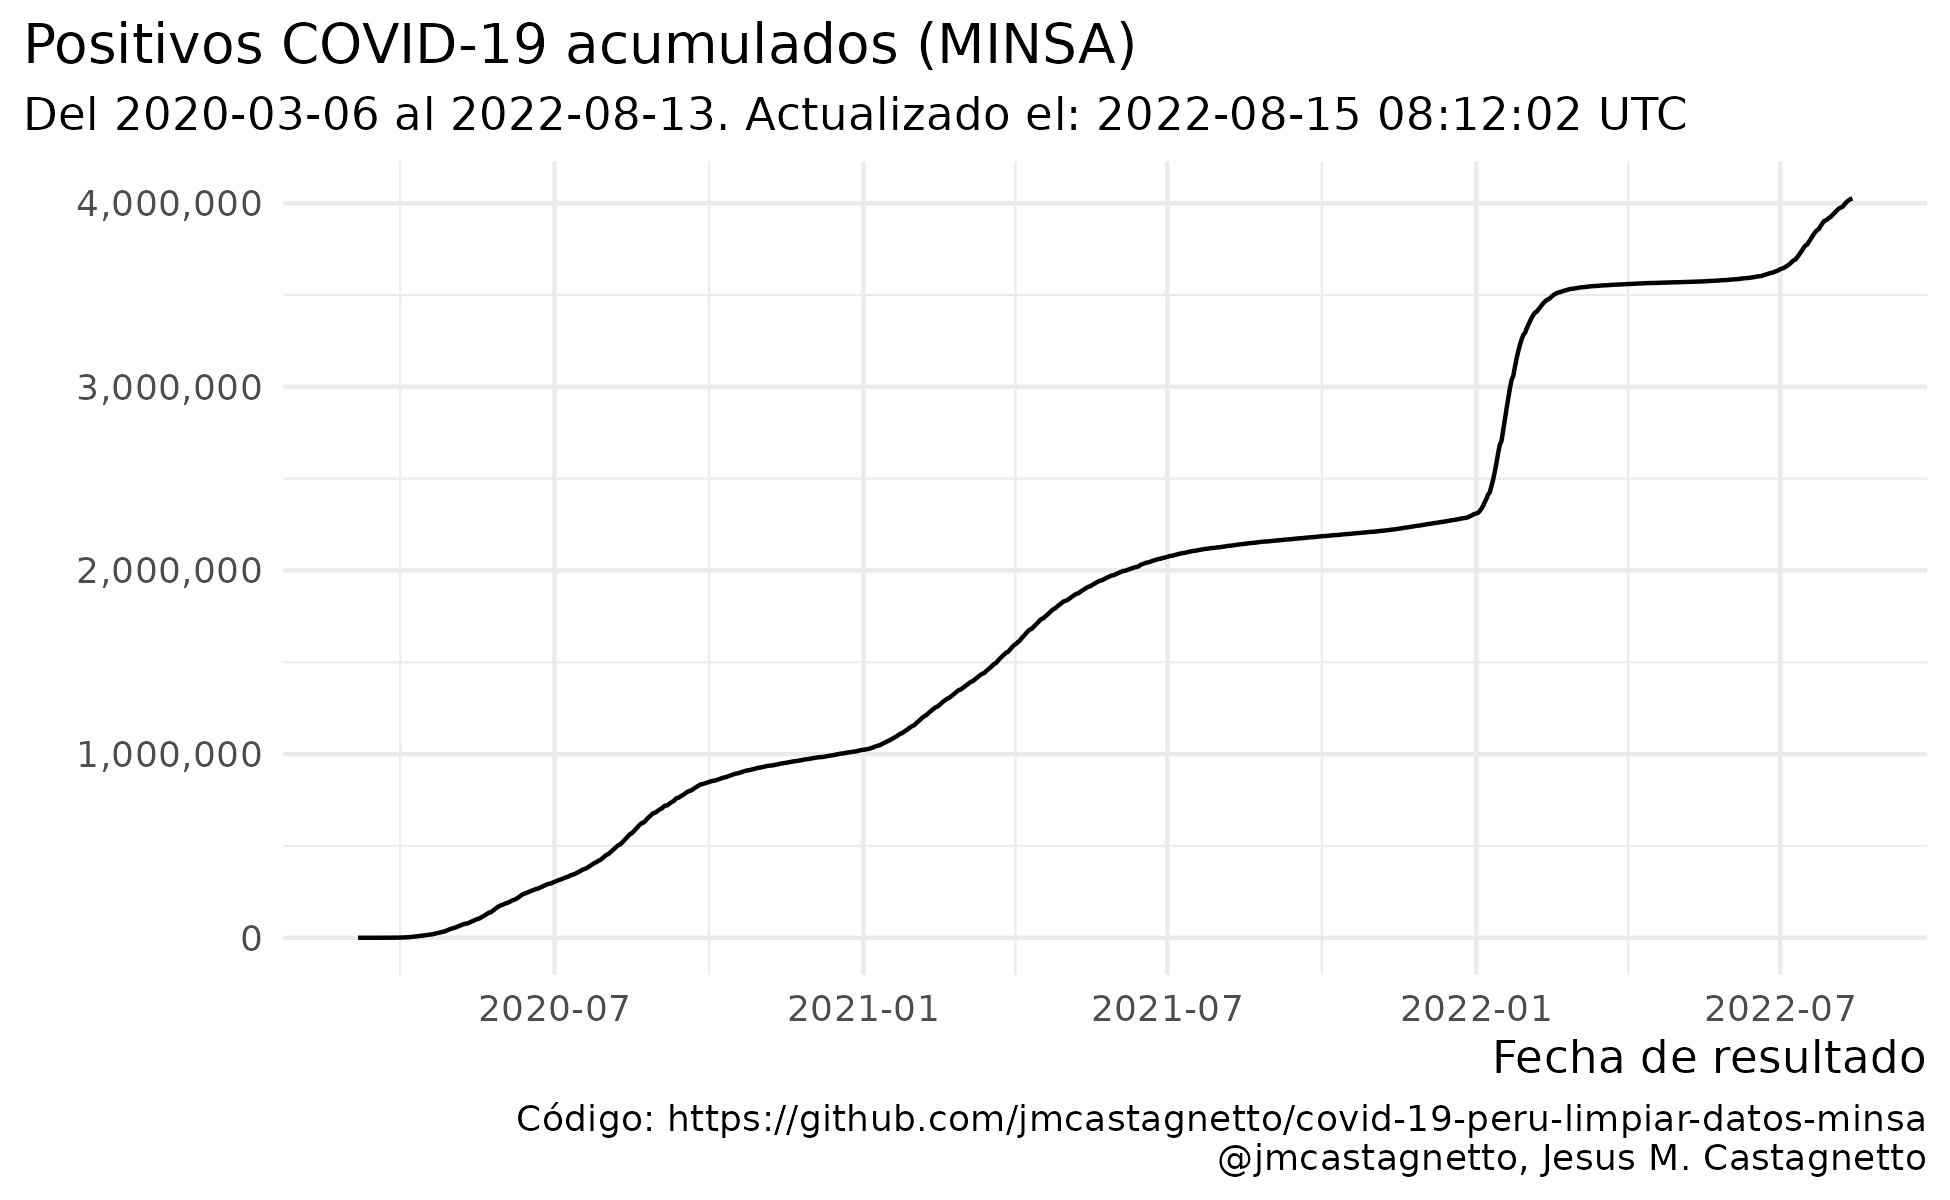 Positivos COVID-19 acumulados (MINSA)
Del 2020-03-06 al 2022-08-13. Actualizado el: 2022-08-15 08:12:02 UTC
4,000,000
3,000,000
2,000,000
1,000,000
0
2020-07 2021-01 2021-07 2022-01 2022-07
Fecha de resultado
Código: https://github.com/jmcastagnetto/covid-19-peru-limpiar-datos-minsa
@jmcastagnetto, Jesus M. Castagnetto